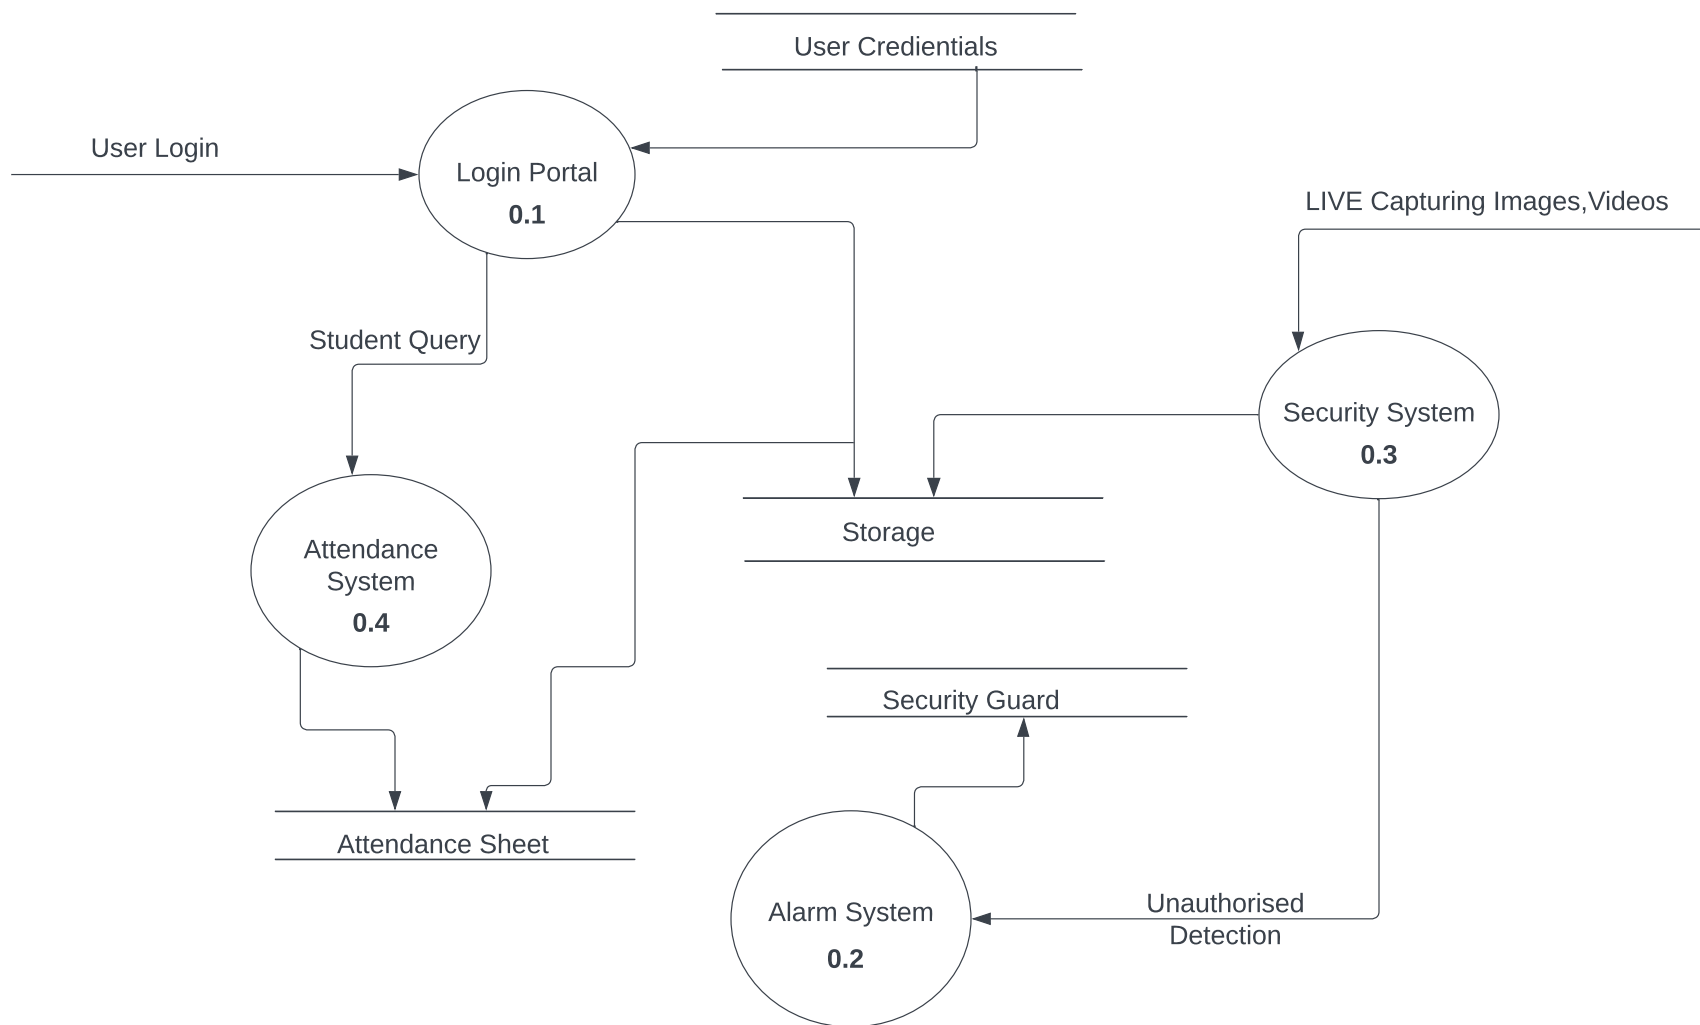 User Credientials
User Login
Login Portal
0.1
LIVE Capturing Images,Videos
Student Query
Security System
0.3
Storage
Attendance
System
0.4
Security Guard
Attendance Sheet
Alarm System
0.2
Unauthorised
Detection